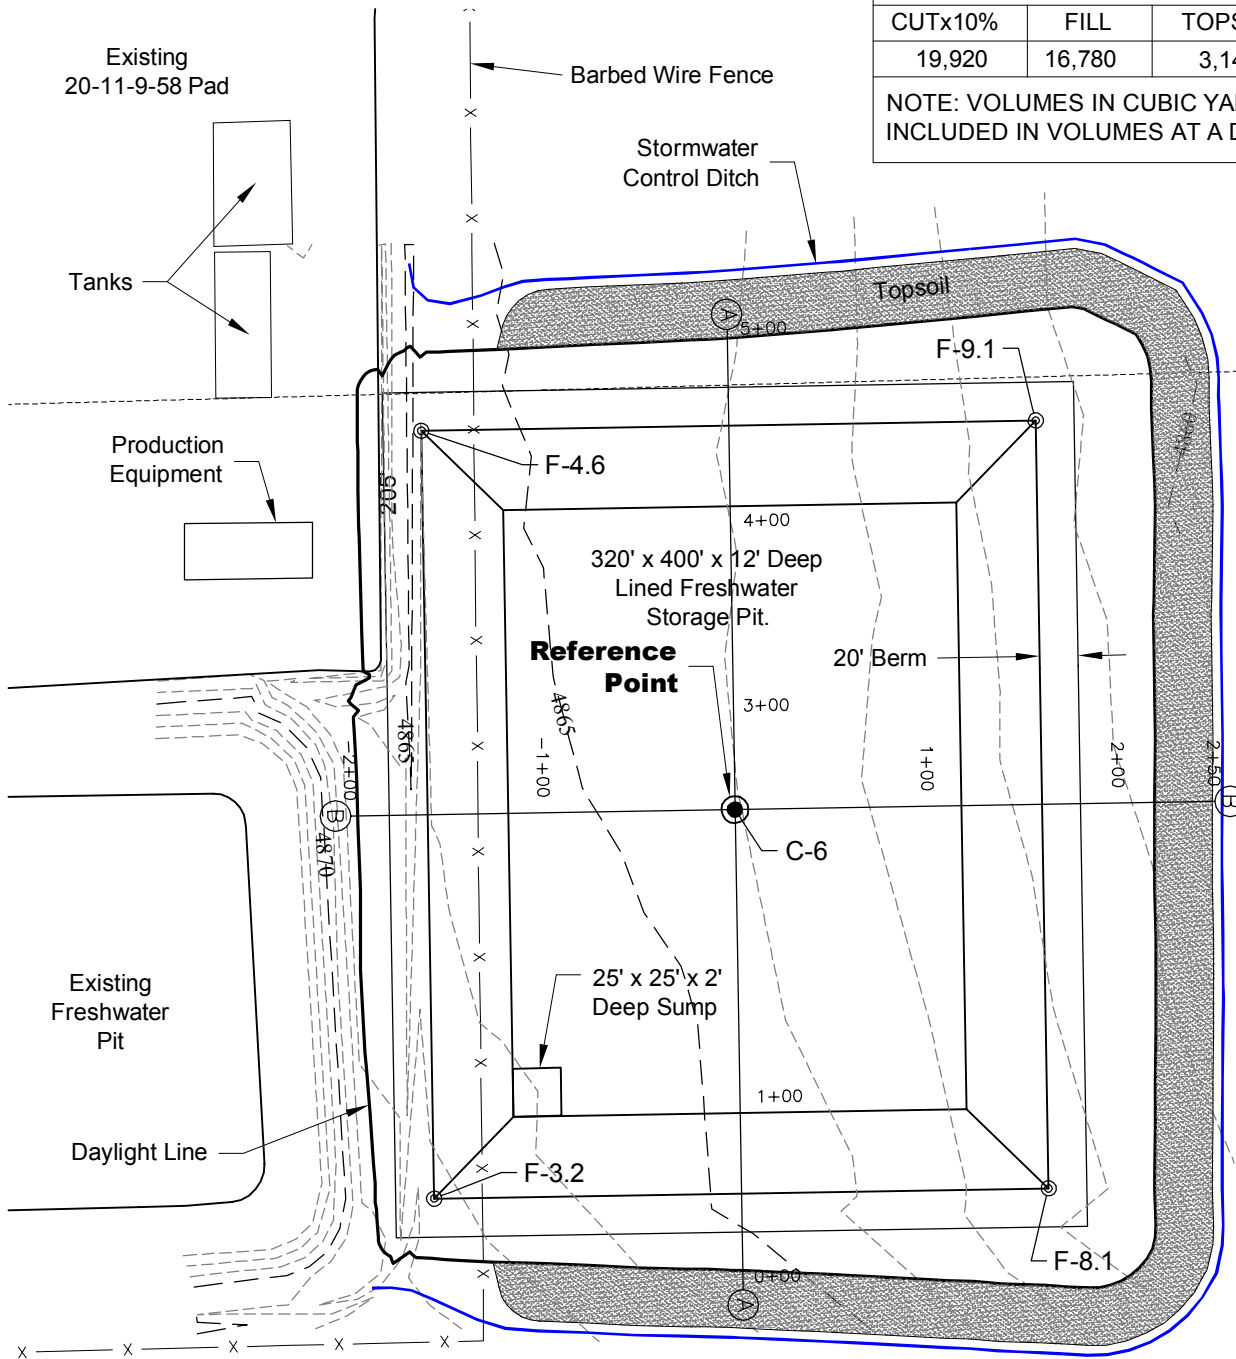 CUTx10% FILL
19,920 16,780
NOTE: VOLUMES IN CUBIC
INCLUDED IN VOLUMES AT A
Existing
20-11-9-58 Pad
Barbed Wire Fence
Stormwater
Control Ditch
Tanks
Topsoil
A
5+00
F-9.1
Production
Equipment
F-4.6
205'
4+00
320' x 400' x 12' Deep
Lined Freshwater
Storage Pit.
Reference
Point
20' Berm
3+00
4865
4865
-2+00
-1+00
1+00
2+00
2+50
B
B
4870
C-6
Existing
Freshwater
Pit
25' x 25' x 2'
Deep Sump
1+00
Daylight Line
F-3.2
F-8.1
0+00
A